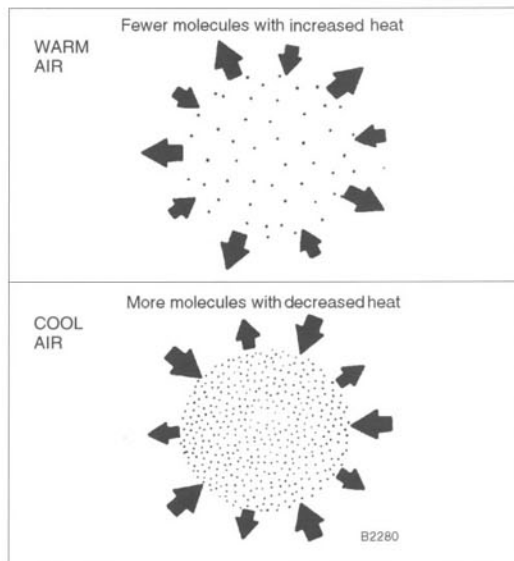 Fewer molecules with increased heat
WARM
AIR
More molecules with decreased heat
COOL
AIR
B2280